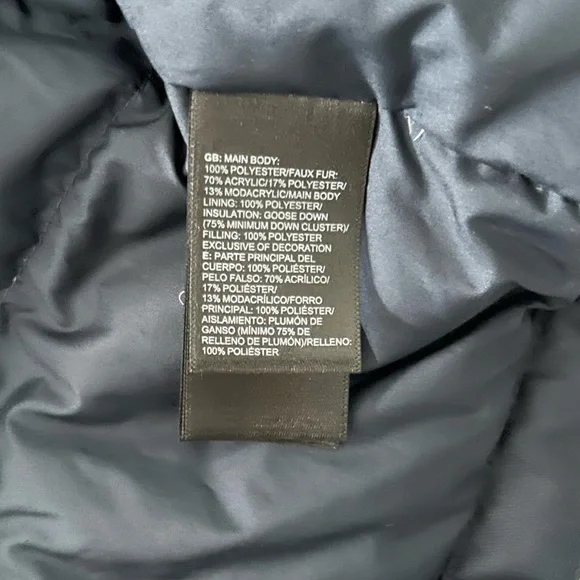 GB: MAIN BODY:
100% POLYESTER/FAUX FUR:
70% ACRYLIC/17% POLYESTER/
13% MODACRYLIC/MAIN BODY
LINING: 100% POLYESTER/
INSULATION: GOOSE DOWN
(75% MINIMUM DOWN CLUSTER)/
FILLING: 100% POLYESTER
EXCLUSIVE OF DECORATION
E: PARTE PRINCIPAL DEL
CUERPO: 100% POLIÉSTER/
PELO FALSO: 70% ACRÍLICO/
17% POLIÉSTER/
13% MODACRÍLICO/FORRO
PRINCIPAL: 100% POLIÉSTER/
AISLAMIENTO: PLUMÓN DE
GANSO (MÍNIMO 75% DE
RELLENO DE PLUMÓN)/RELLENO:
100% POLIÉSTER